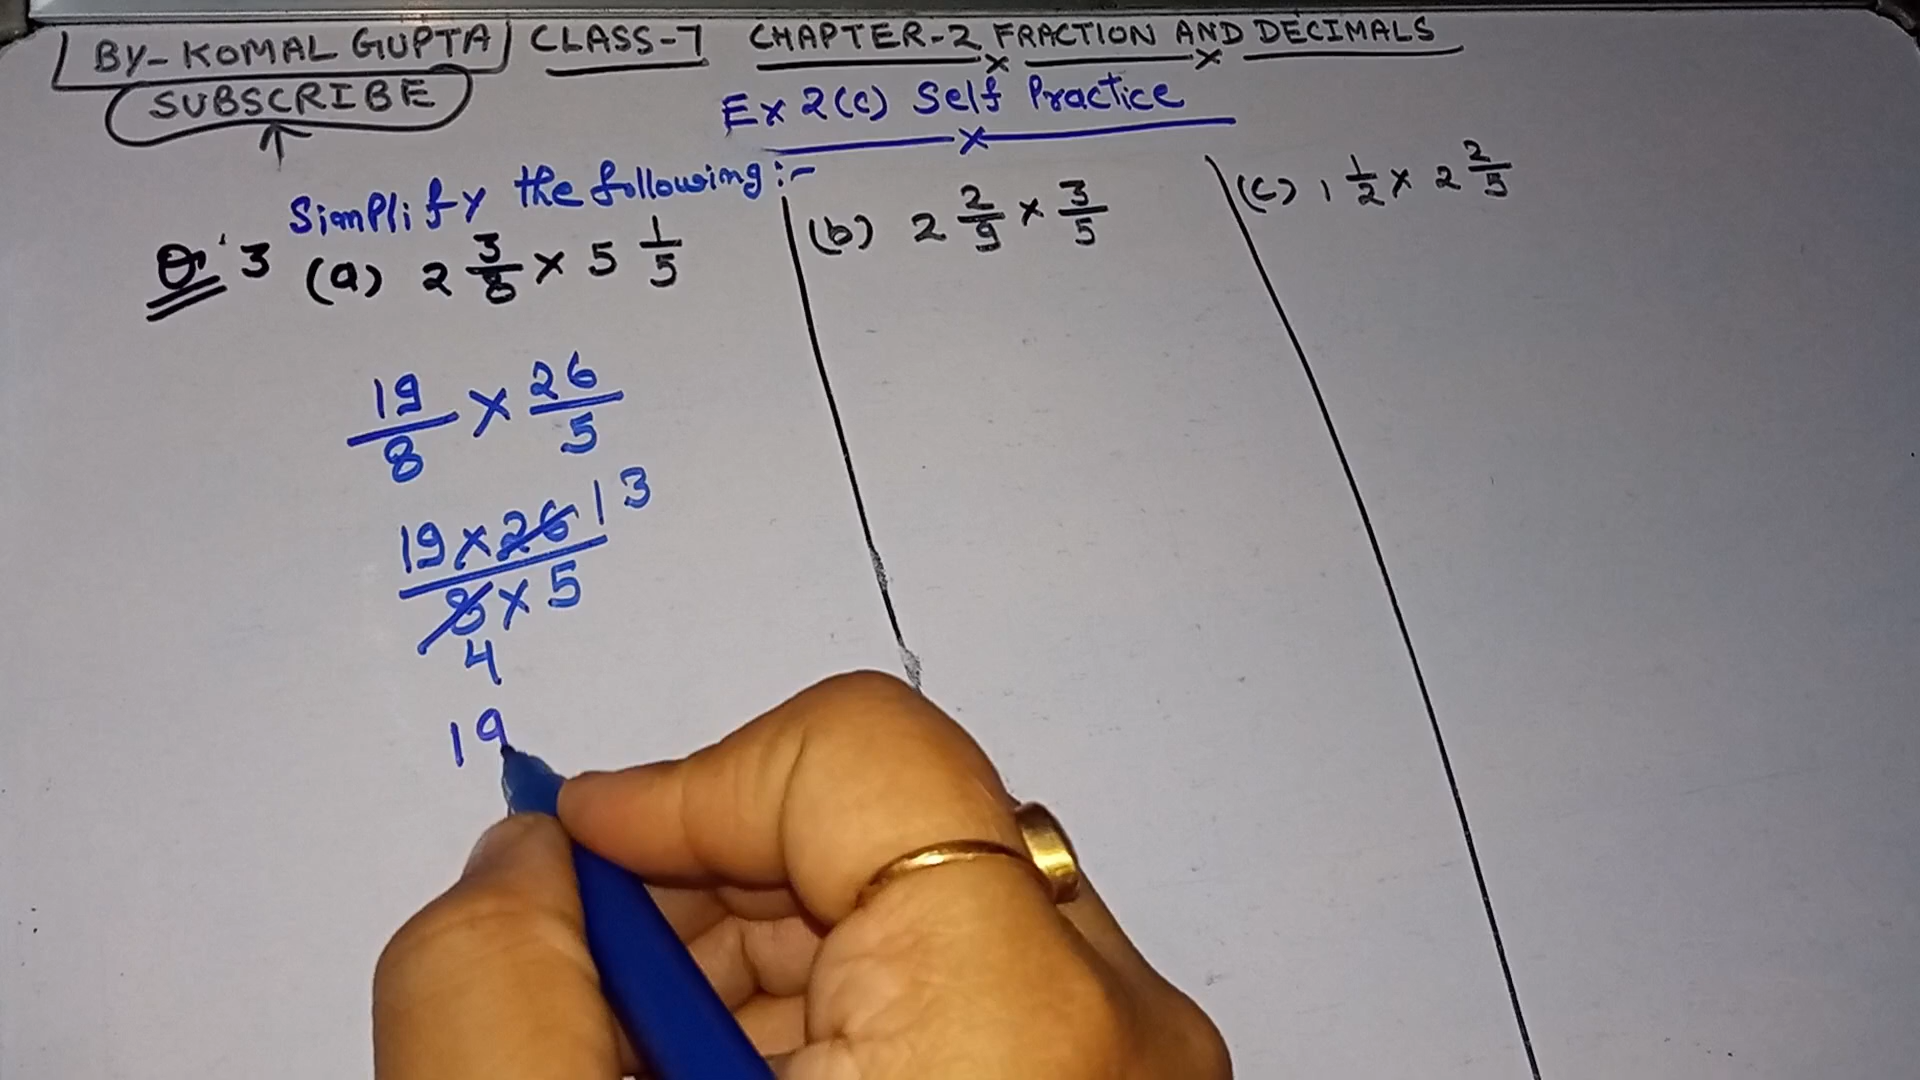 BY-KOMAL GUPTA CLASS-7 CHAPTER-2 FRACTION AND DECIMALS
SUBSCRIBE
Ex 2(c) Self Practice
Simplify the following:-
Q.3 (a) 2 3/8 × 5 1/5
19/8 × 26/5
19×26 13
8×5
4
19
(b) 2 2/9 × 3/5
(c) 1 1/2 × 2 2/5